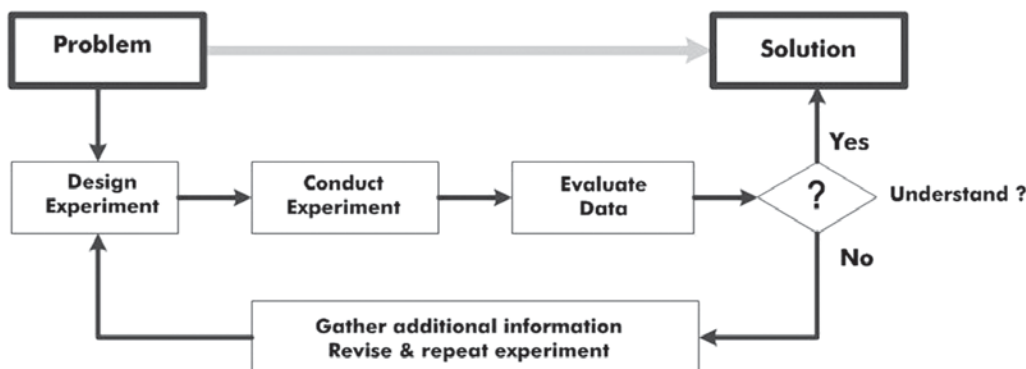 Problem
Solution
Yes
Design
Experiment
Conduct
Experiment
Evaluate
Data
?
Understand ?
No
Gather additional information
Revise & repeat experiment